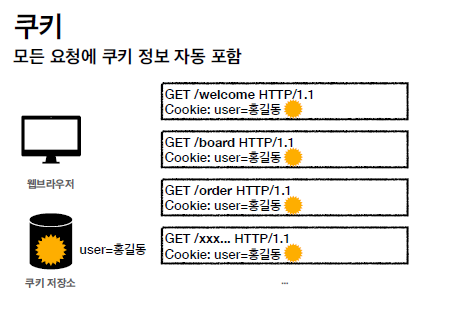 쿠키
모든 요청에 쿠키 정보 자동 포함
GET /welcome HTTP/1.1
Cookie: user=홍길동
GET /board HTTP/1.1
Cookie: user=홍길동
웹브라우저
GET /order HTTP/1.1
Cookie: user=홍길동
user=홍길동
GET /xxx... HTTP/1.1
Cookie: user=홍길동
쿠키 저장소
...